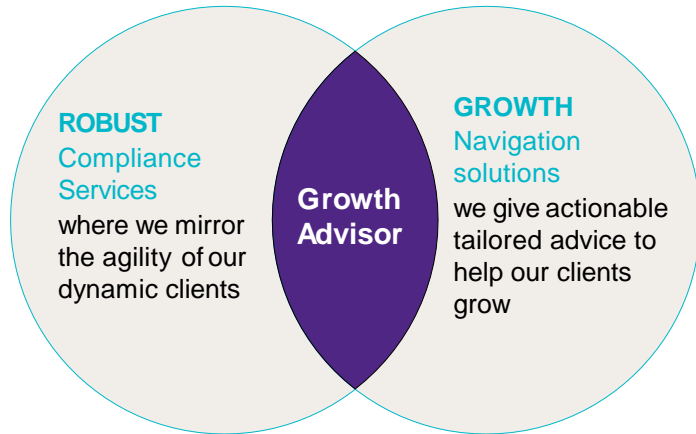 ROBUST
Compliance
Services
where we mirror
the agility of our
dynamic clients
Growth
Advisor
GROWTH
Navigation
solutions
we give actionable
tailored advice to
help our clients
grow